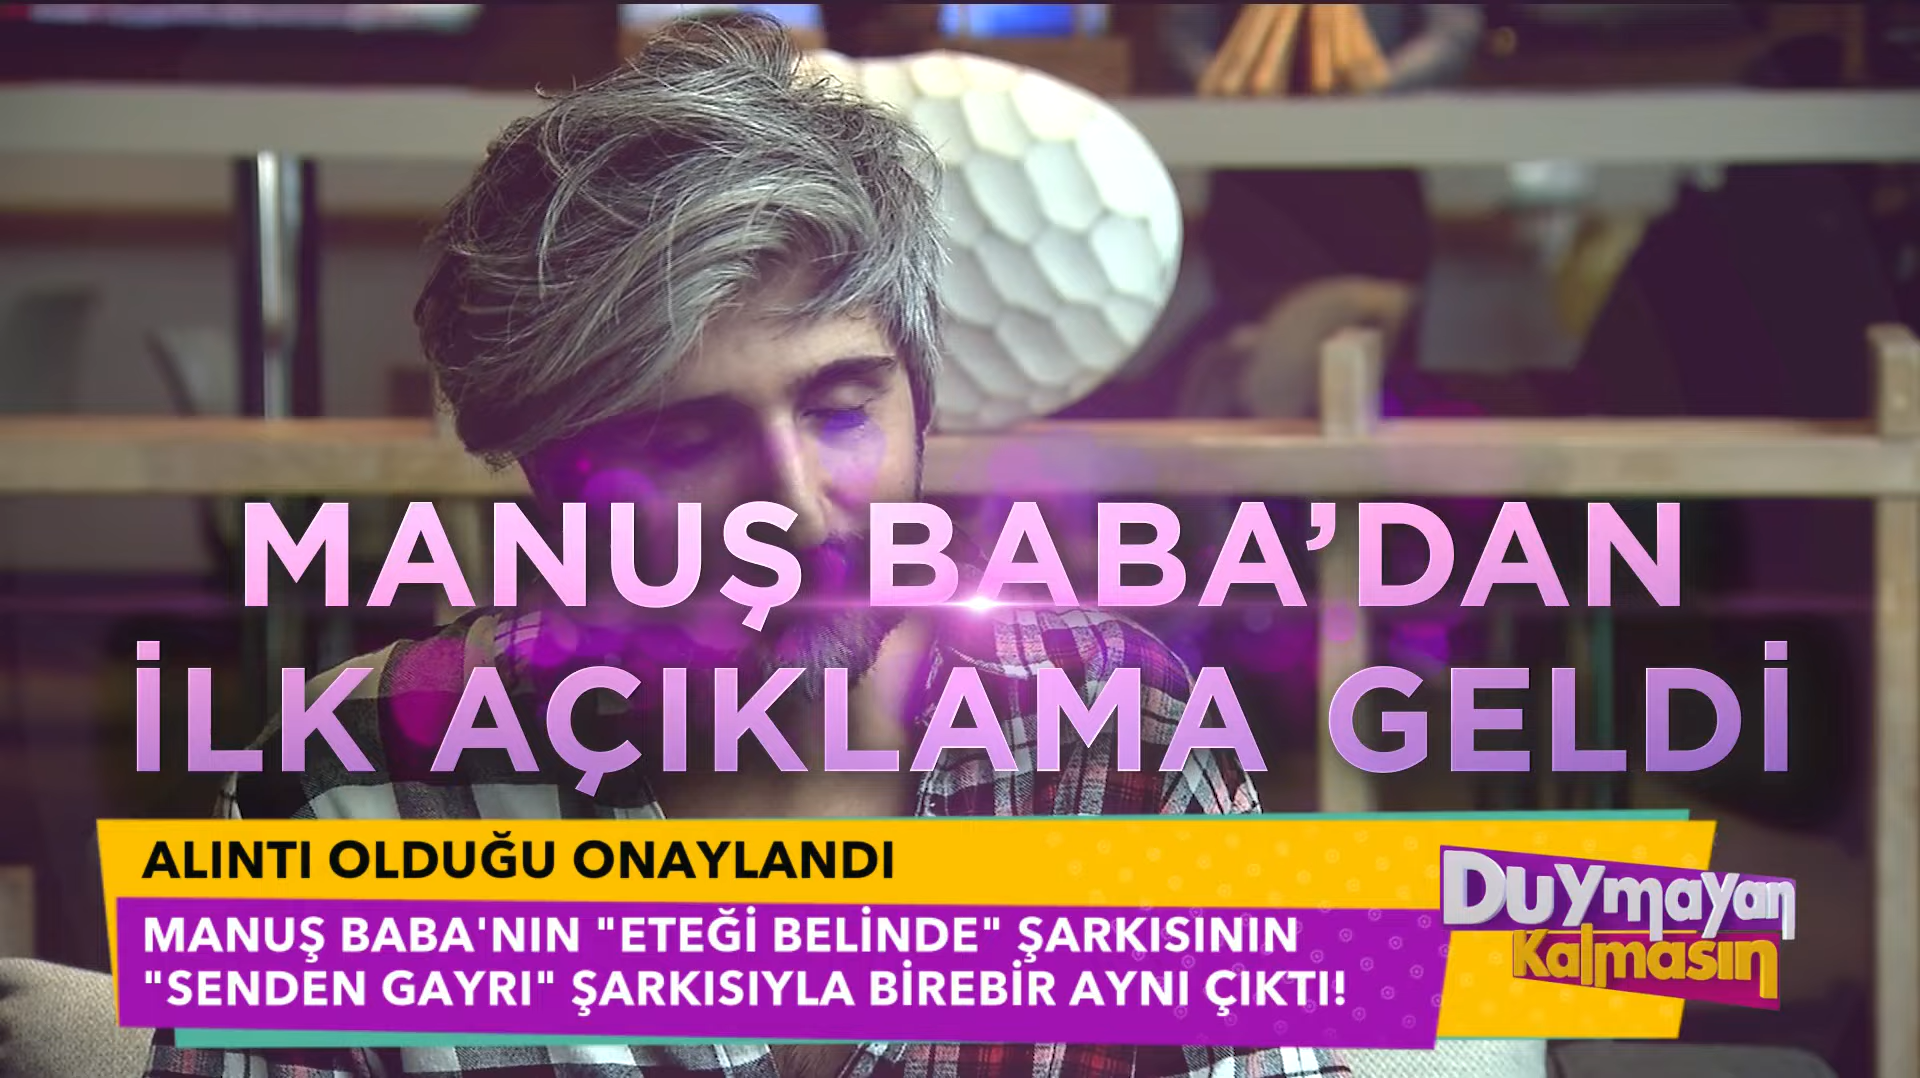 MANUŞ BABA’DAN
İLK AÇIKLAMA GELDİ
ALINTI OLDUĞU ONAYLANDI
MANUŞ BABA'NIN "ETEĞİ BELİNDE" ŞARKISININ
"SENDEN GAYRI" ŞARKISIYLA BİREBİR AYNI ÇIKTI!
Duymayan
Kalmasın